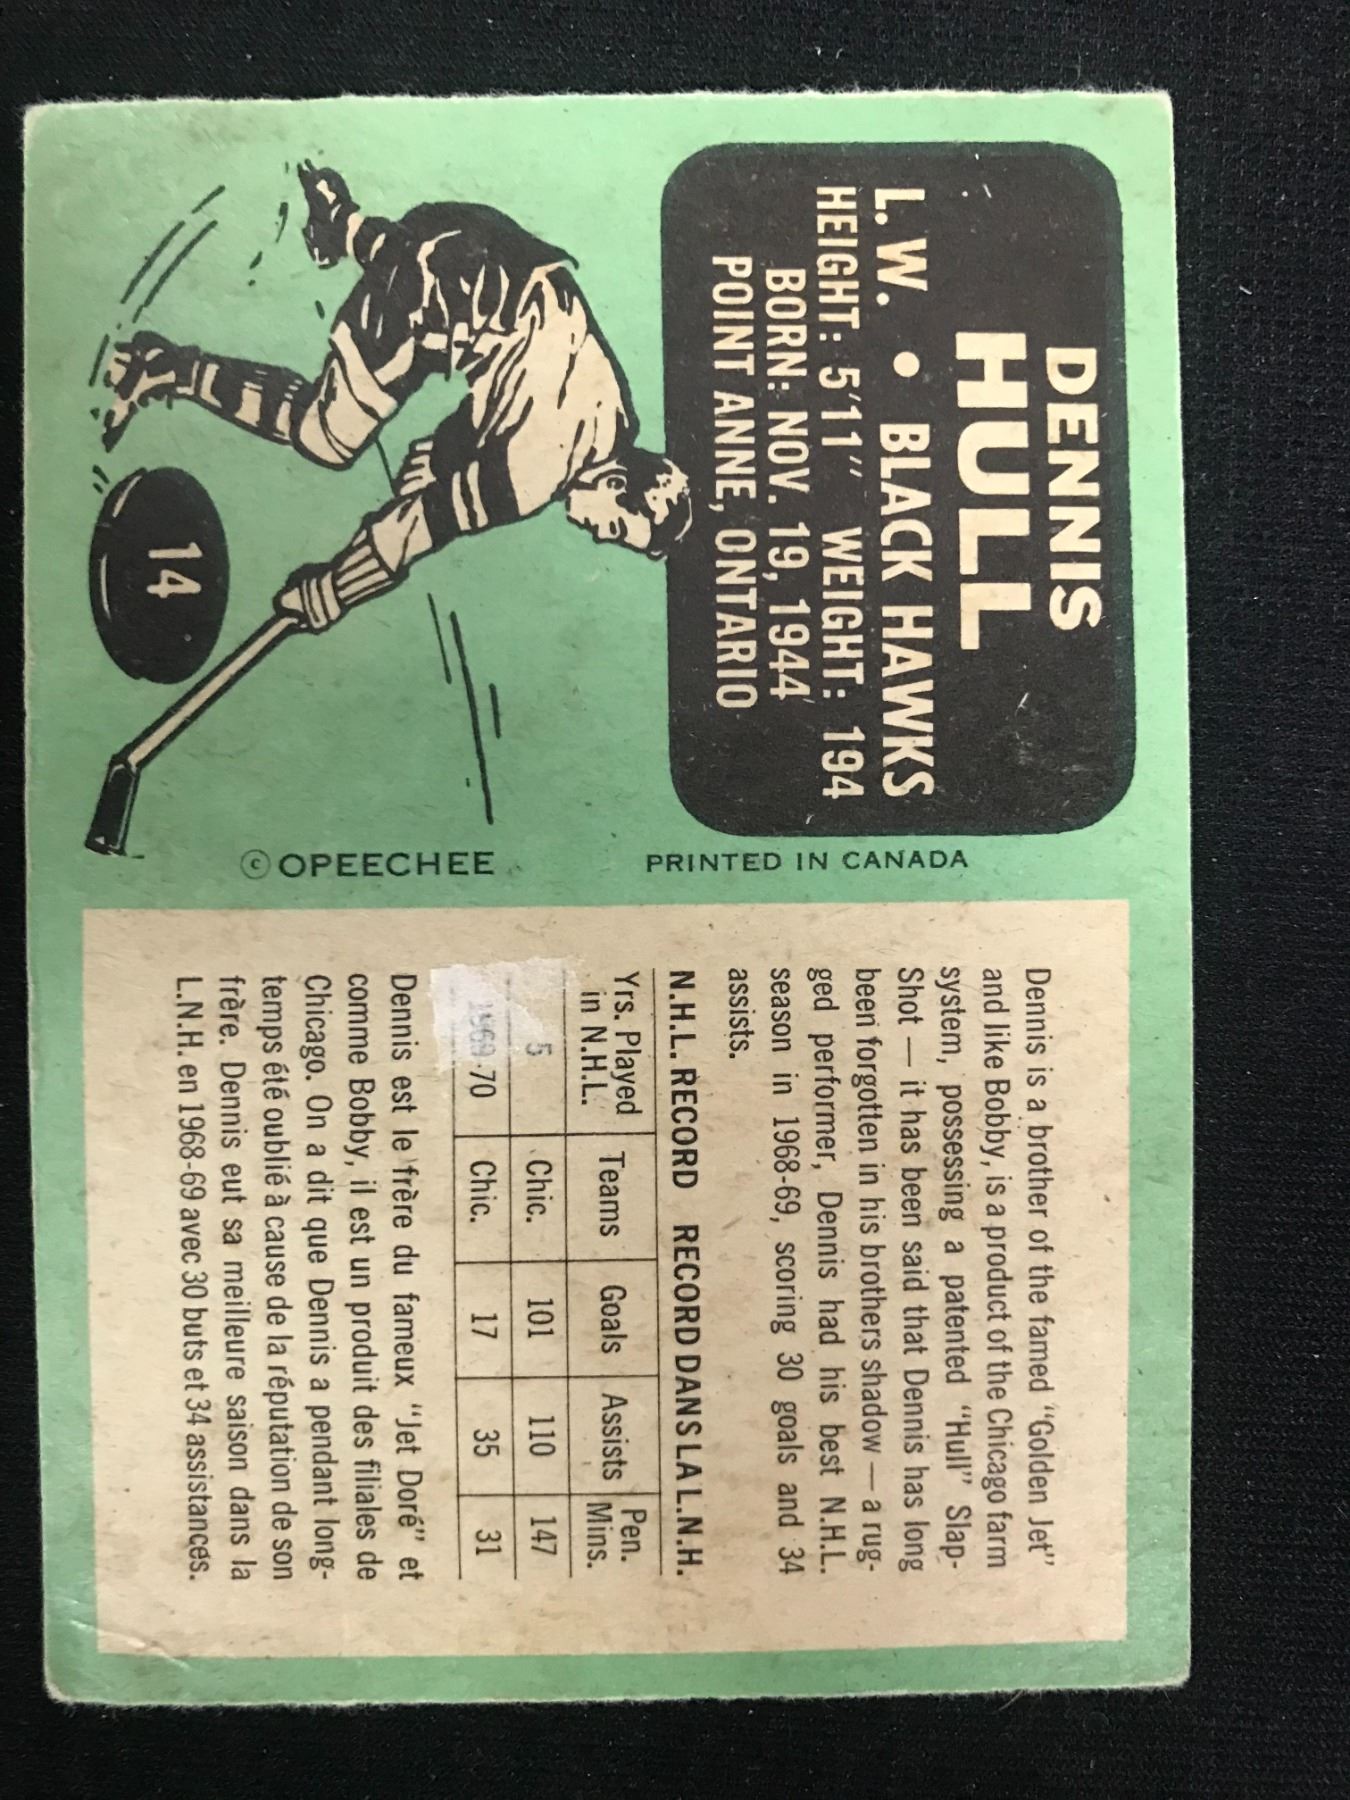 DENNIS
HULL
L. W. • BLACK HAWKS
HEIGHT: 5'11" WEIGHT: 194
BORN: NOV. 19, 1944
POINT ANNE, ONTARIO
14
© OPEECHEE
PRINTED IN CANADA
Dennis is a brother of the famed "Golden Jet"
and like Bobby, is a product of the Chicago farm
system, possessing a patented "Hull" Slap-
Shot — it has been said that Dennis has long
been forgotten in his brothers shadow — a rug-
ged performer, Dennis had his best N.H.L.
season in 1968-69, scoring 30 goals and 34
assists.
N.H.L. RECORD RECORD DANS LA L.N.H.
Yrs. Played in N.H.L. Teams Goals Assists Pen. Mins.
5 Chic. 101 110 147
1969-70 Chic. 17 35 31
Dennis est le frère du fameux "Jet Doré" et
comme Bobby, il est un produit des filiales de
Chicago. On a dit que Dennis a pendant long-
temps été oublié à cause de la réputation de son
frère. Dennis eut sa meilleure saison dans la
L.N.H. en 1968-69 avec 30 buts et 34 assistances.